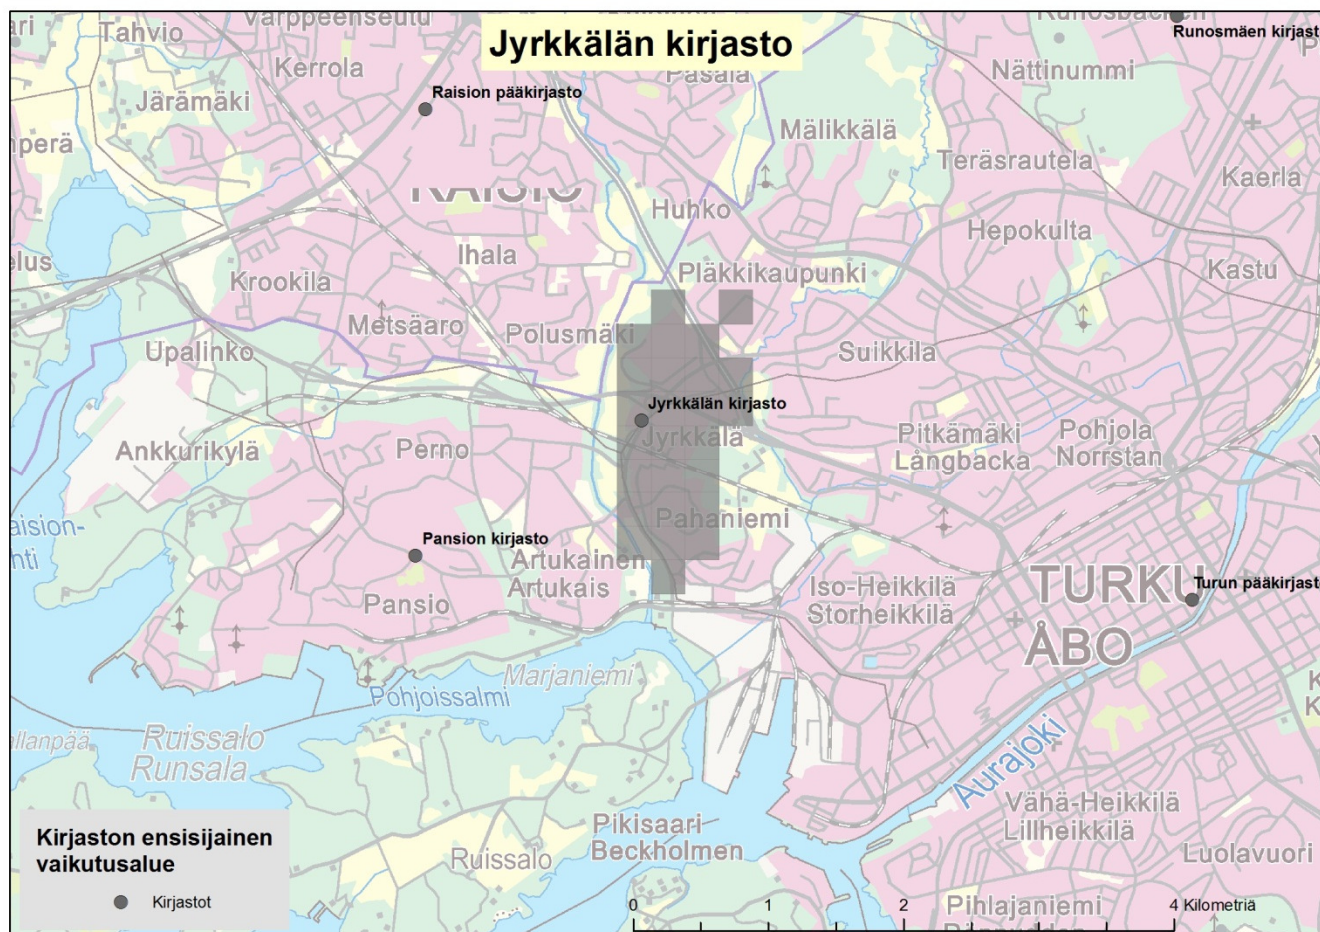 Jyrkkälän kirjasto
Tahvio
Varppeenseutu
Kerrola
Raision pääkirjasto
Järämäki
Pasala
Runosmäen kirjast
Nättinummi
Mälikkälä
Teräsrautela
Kaerla
RAISIO
Huhko
Hepokulta
Ihala
Krookila
Pläkkikaupunki
Kastu
Metsäaro
Polusmäki
Upalinko
Suikkila
Jyrkkälän kirjasto
Jyrkkälä
Ankkurikylä
Perno
Pitkämäki
Långbacka
Pohjola
Norrstan
Pahaniemi
Pansion kirjasto
Artukainen
Artukais
Pansio
Iso-Heikkilä
Storheikkilä
TURKU
ÅBO
Turun pääkirjasto
Marjaniemi
Pohjoissalmi
Ruissalo
Runsala
Aurajoki
Vähä-Heikkilä
Lillheikkilä
Pikisaari
Beckholmen
Ruissalo
Luolavuori
Kirjaston ensisijainen
vaikutusalue
Kirjastot
0 1 2 4 Kilometriä
Pihlajaniemi